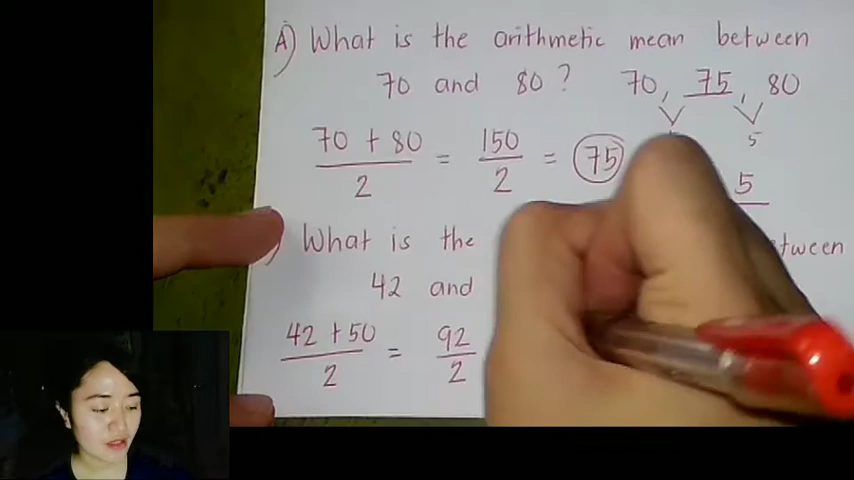 A) What is the arithmetic mean between
70 and 80? 70, 75, 80
5
70 + 80 / 2 = 150 / 2 = 75
5
) What is the tween
42 and
42 + 50 / 2 = 92 / 2